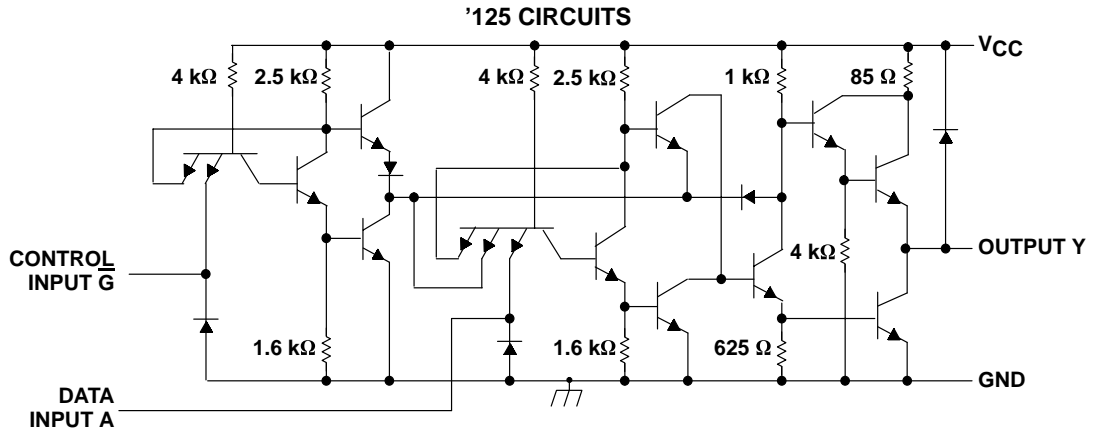 ’125 CIRCUITS
VCC
4 kΩ
2.5 kΩ
4 kΩ
2.5 kΩ
1 kΩ
85 Ω
CONTROL
INPUT G̅
4 kΩ
OUTPUT Y
1.6 kΩ
1.6 kΩ
625 Ω
GND
DATA
INPUT A